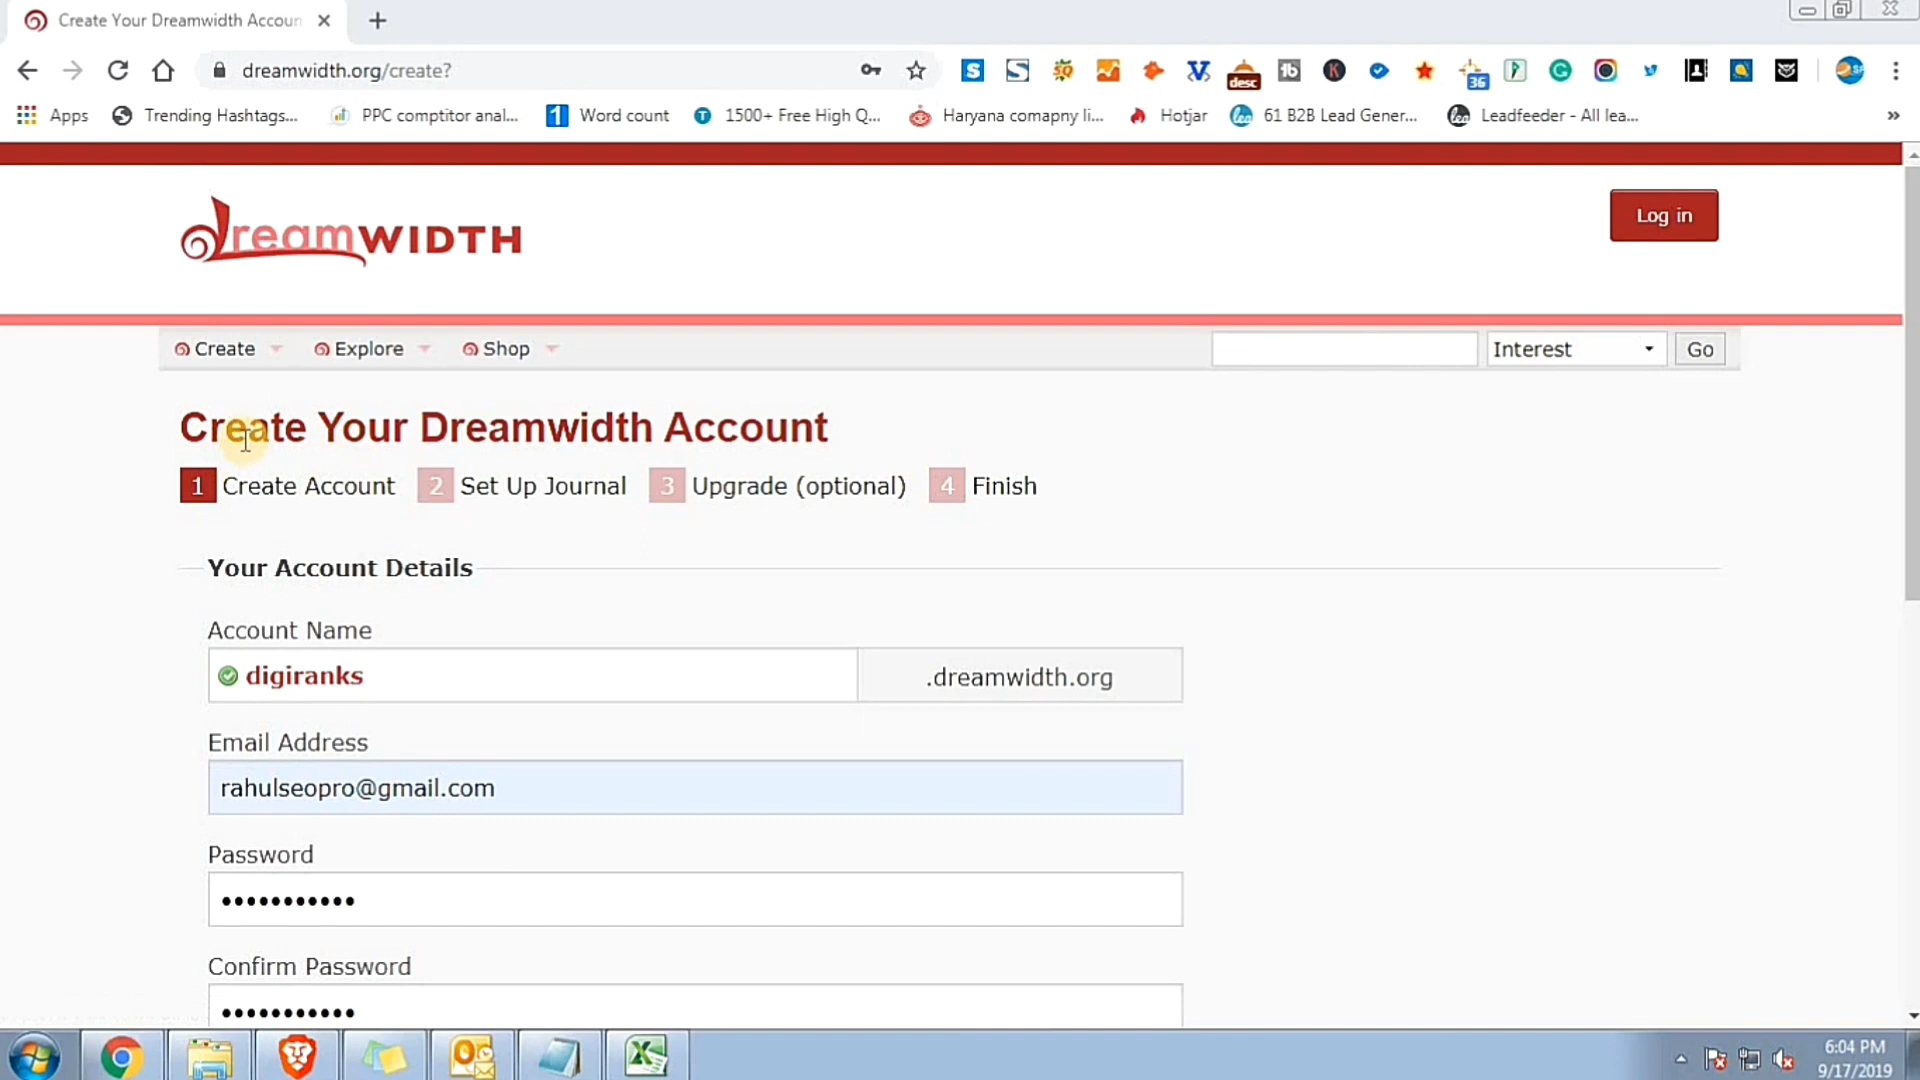 Create Your Dreamwidth Accoun
dreamwidth.org/create?
desc
36
Apps
Trending Hashtags...
PPC comptitor anal...
Word count
1500+ Free High Q...
Haryana comapny li...
Hotjar
61 B2B Lead Gener...
Leadfeeder - All lea...
dreamWIDTH
Log in
Create
Explore
Shop
Interest
Go
Create Your Dreamwidth Account
1 Create Account 2 Set Up Journal 3 Upgrade (optional) 4 Finish
Your Account Details
Account Name
digiranks
.dreamwidth.org
Email Address
rahulseopro@gmail.com
Password
•••••••••••
Confirm Password
•••••••••••
6:04 PM
9/17/2019